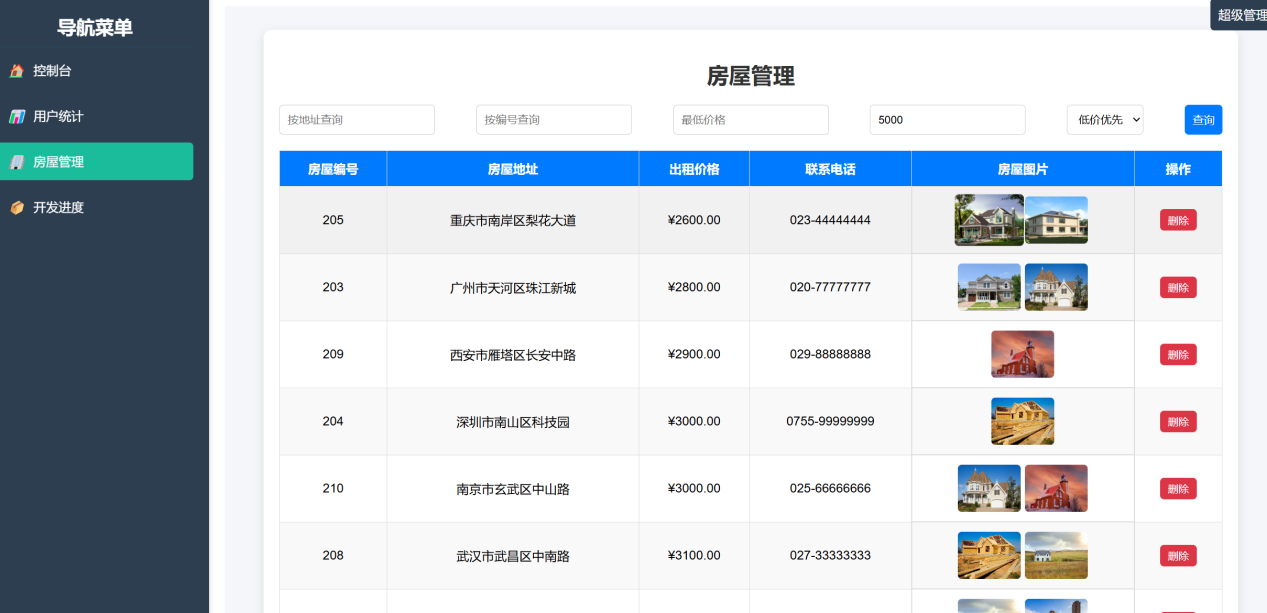 导航菜单
控制台
用户统计
房屋管理
开发进度
超级管理
房屋管理
按地址查询 按编号查询 最低价格 5000 低价优先 查询
房屋编号 房屋地址 出租价格 联系电话 房屋图片 操作
205 重庆市南岸区梨花大道 ¥2600.00 023-44444444 删除
203 广州市天河区珠江新城 ¥2800.00 020-77777777 删除
209 西安市雁塔区长安中路 ¥2900.00 029-88888888 删除
204 深圳市南山区科技园 ¥3000.00 0755-99999999 删除
210 南京市玄武区中山路 ¥3000.00 025-66666666 删除
208 武汉市武昌区中南路 ¥3100.00 027-33333333 删除